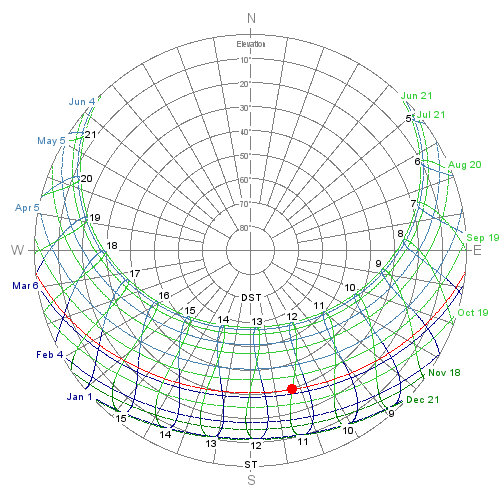 N
Elevation
10
20
30
40
50
60
70
80
Jun 4
Jun 21
Jul 21
5
21
May 5
6
Aug 20
20
7
Apr 5
19
8
Sep 19
W
18
E
17
9
Mar 6
16
10
DST
15
11
14
13
12
Oct 19
Feb 4
Nov 18
Jan 1
Dec 21
15
14
13
12
11
10
9
ST
S